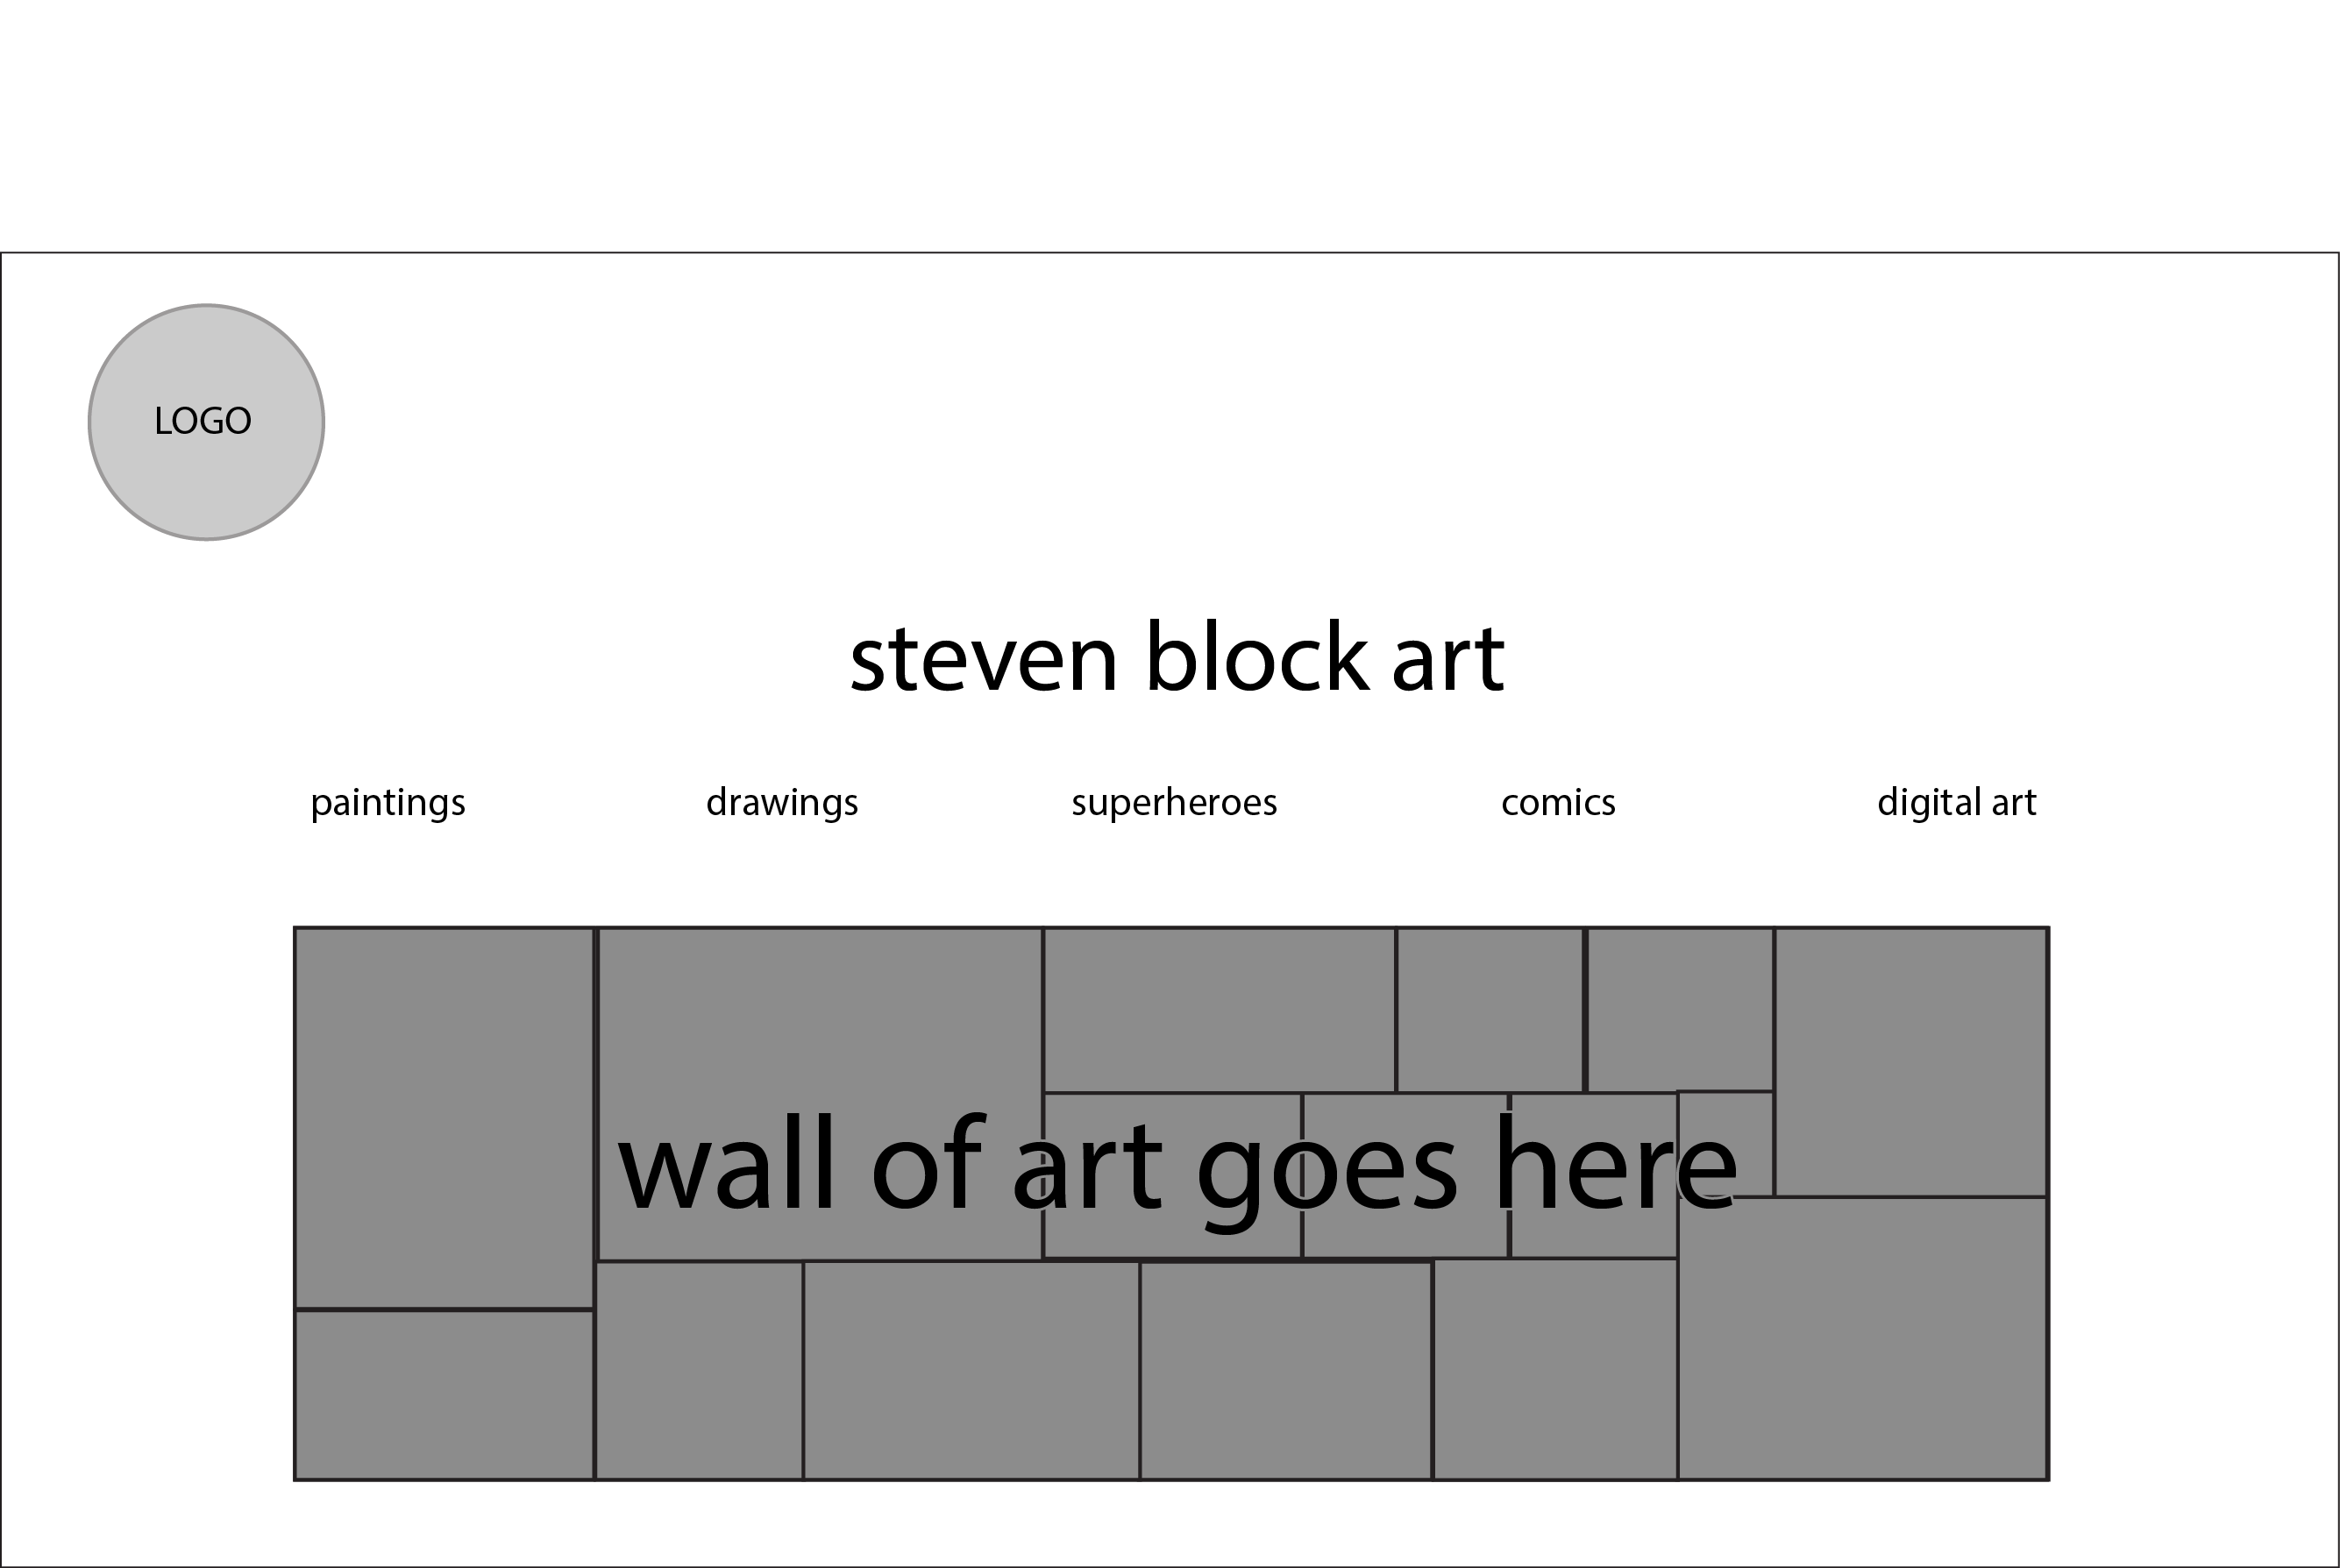 LOGO
steven block art
paintings drawings superheroes comics digital art
wall of art goes here